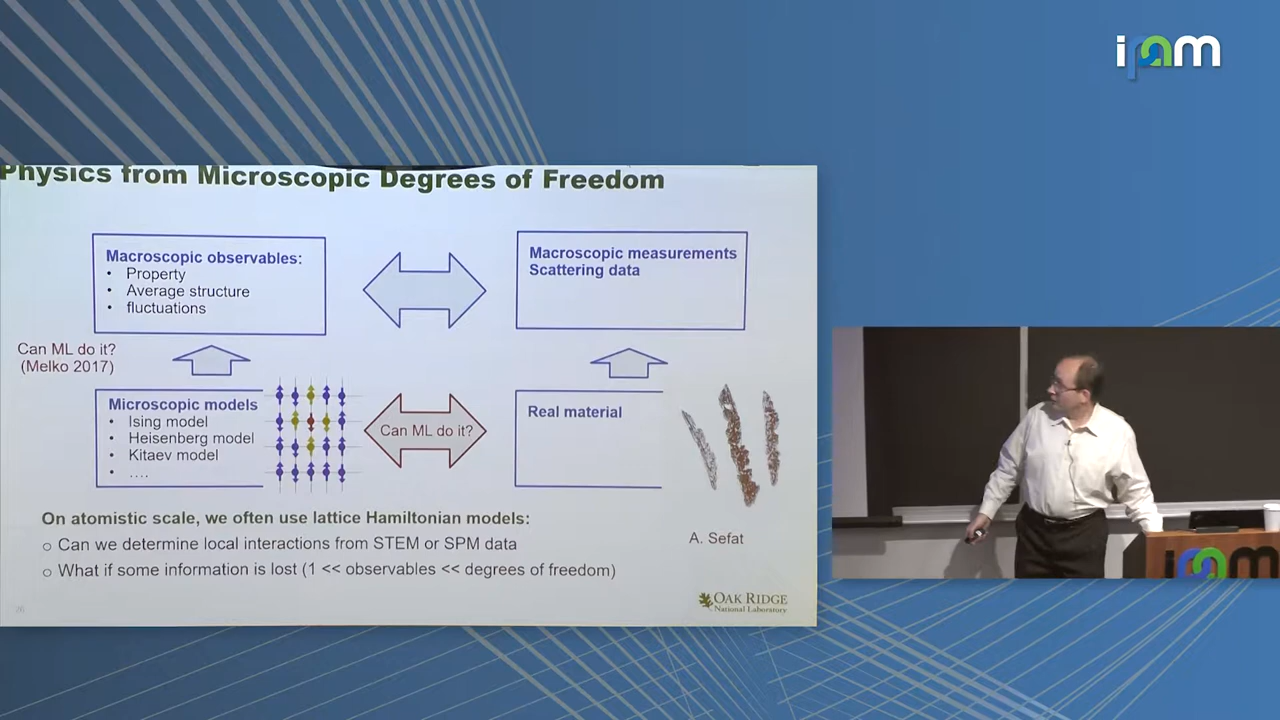 ipam
Physics from Microscopic Degrees of Freedom
Macroscopic observables:
• Property
• Average structure
• fluctuations
Macroscopic measurements
Scattering data
Can ML do it?
(Melko 2017)
Microscopic models
• Ising model
• Heisenberg model
• Kitaev model
• ....
Can ML do it?
Real material
A. Sefat
On atomistic scale, we often use lattice Hamiltonian models:
o Can we determine local interactions from STEM or SPM data
o What if some information is lost (1 << observables << degrees of freedom)
OAK RIDGE
National Laboratory
ipam